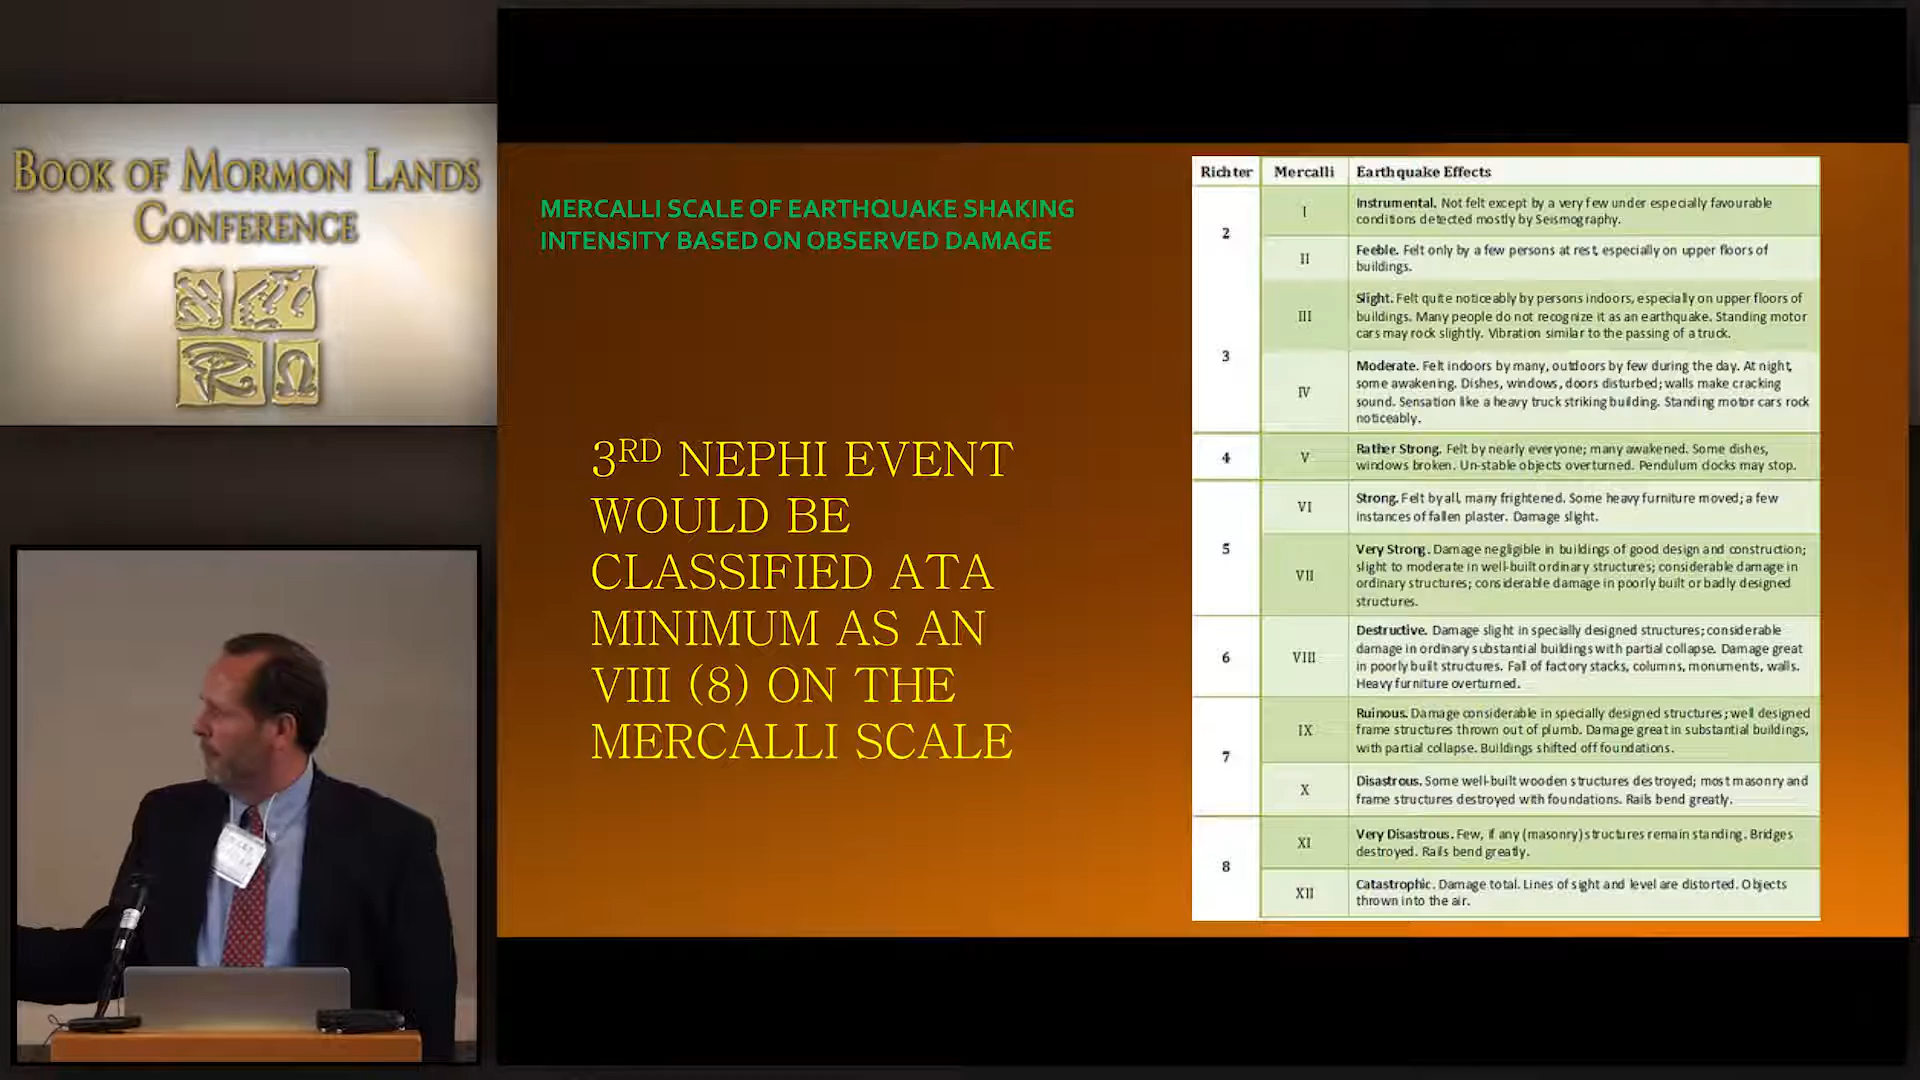 BOOK OF MORMON LANDS
CONFERENCE
MERCALLI SCALE OF EARTHQUAKE SHAKING
INTENSITY BASED ON OBSERVED DAMAGE
3RD NEPHI EVENT
WOULD BE
CLASSIFIED ATA
MINIMUM AS AN
VIII (8) ON THE
MERCALLI SCALE
Richter Mercalli Earthquake Effects
2
I
Instrumental. Not felt except by a very few under especially favourable
conditions detected mostly by Seismography.
II
Feeble. Felt only by a few persons at rest, especially on upper floors of
buildings.
3
III
Slight. Felt quite noticeably by persons indoors, especially on upper floors of
buildings. Many people do not recognize it as an earthquake. Standing motor
cars may rock slightly. Vibration similar to the passing of a truck.
IV
Moderate. Felt indoors by many, outdoors by few during the day. At night,
some awakening. Dishes, windows, doors disturbed; walls make cracking
sound. Sensation like a heavy truck striking building. Standing motor cars rock
noticeably.
4
V
Rather Strong. Felt by nearly everyone; many awakened. Some dishes,
windows broken. Un-stable objects overturned. Pendulum clocks may stop.
5
VI
Strong. Felt by all, many frightened. Some heavy furniture moved; a few
instances of fallen plaster. Damage slight.
VII
Very Strong. Damage negligible in buildings of good design and construction;
slight to moderate in well-built ordinary structures; considerable damage in
ordinary structures; considerable damage in poorly built or badly designed
structures.
6
VIII
Destructive. Damage slight in specially designed structures; considerable
damage in ordinary substantial buildings with partial collapse. Damage great
in poorly built structures. Fall of factory stacks, columns, monuments, walls.
Heavy furniture overturned.
7
IX
Ruinous. Damage considerable in specially designed structures; well designed
frame structures thrown out of plumb. Damage great in substantial buildings,
with partial collapse. Buildings shifted off foundations.
X
Disastrous. Some well-built wooden structures destroyed; most masonry and
frame structures destroyed with foundations. Rails bend greatly.
8
XI
Very Disastrous. Few, if any (masonry) structures remain standing. Bridges
destroyed. Rails bend greatly.
XII
Catastrophic. Damage total. Lines of sight and level are distorted. Objects
thrown into the air.